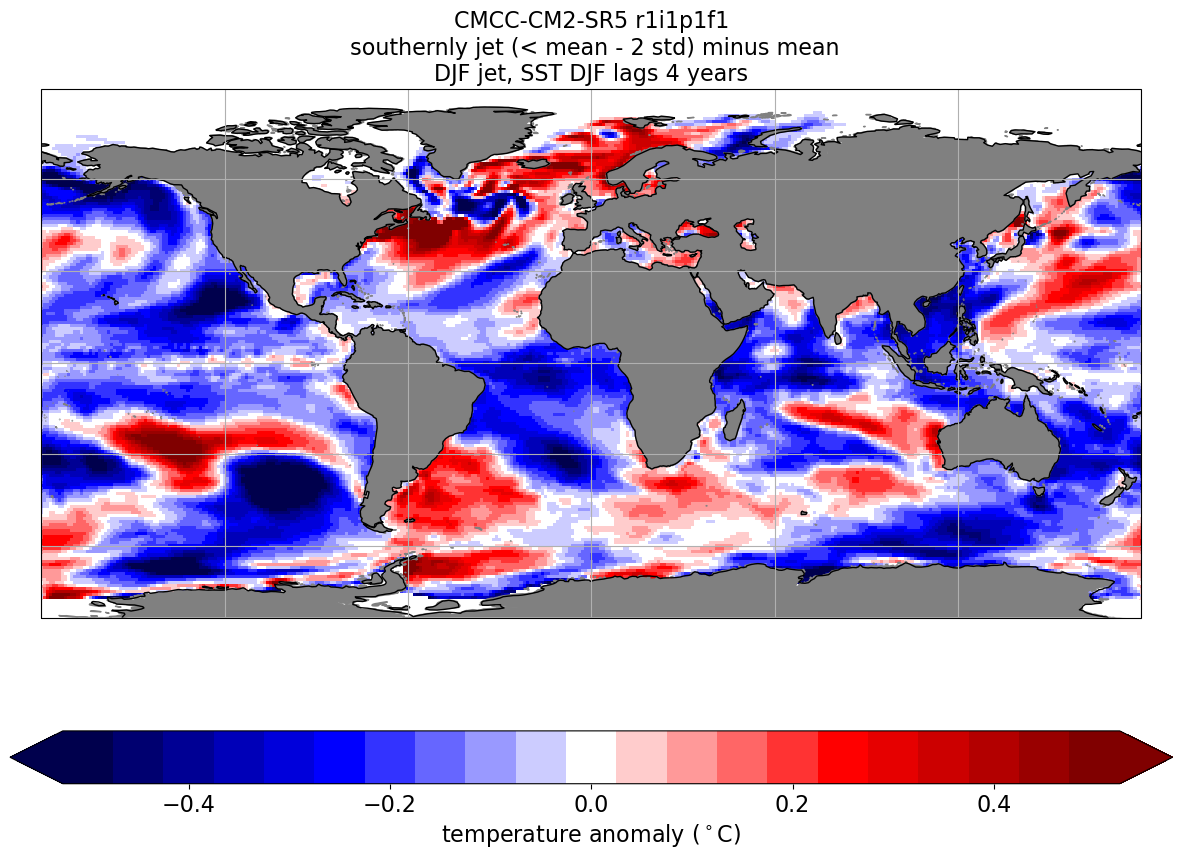 CMCC-CM2-SR5 r1i1p1f1
southernly jet (< mean - 2 std) minus mean
DJF jet, SST DJF lags 4 years
−0.4 −0.2 0.0 0.2 0.4
temperature anomaly (∘C)